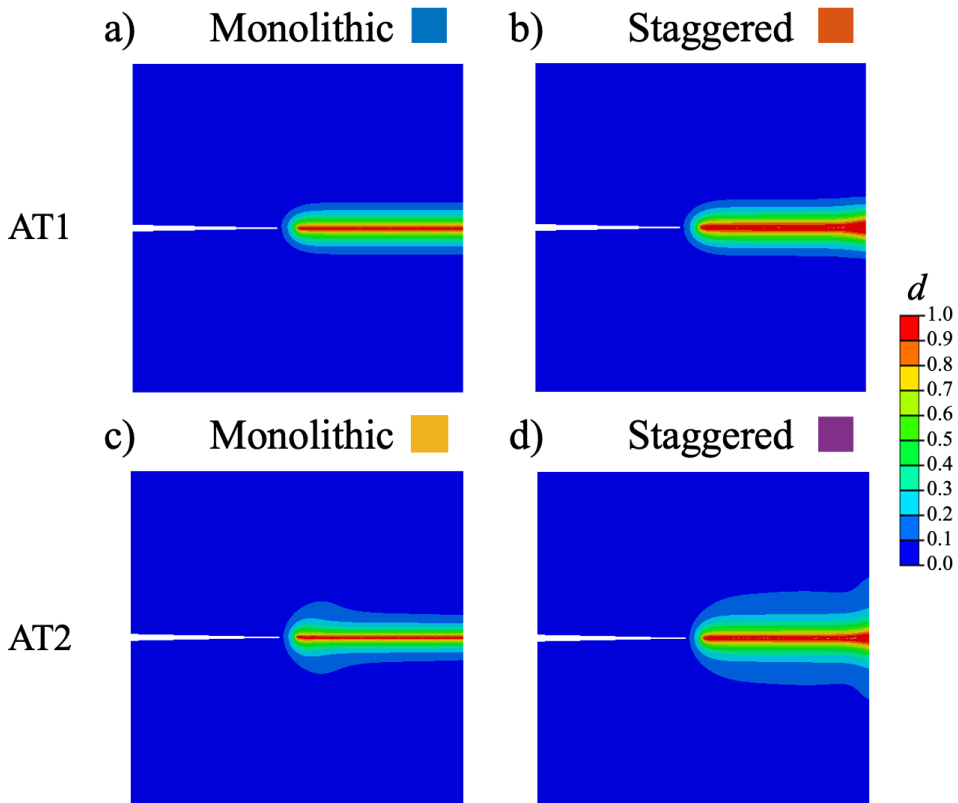 a) Monolithic
b) Staggered
AT1
d
1.0
0.9
0.8
0.7
0.6
0.5
0.4
0.3
0.2
0.1
0.0
c) Monolithic
d) Staggered
AT2